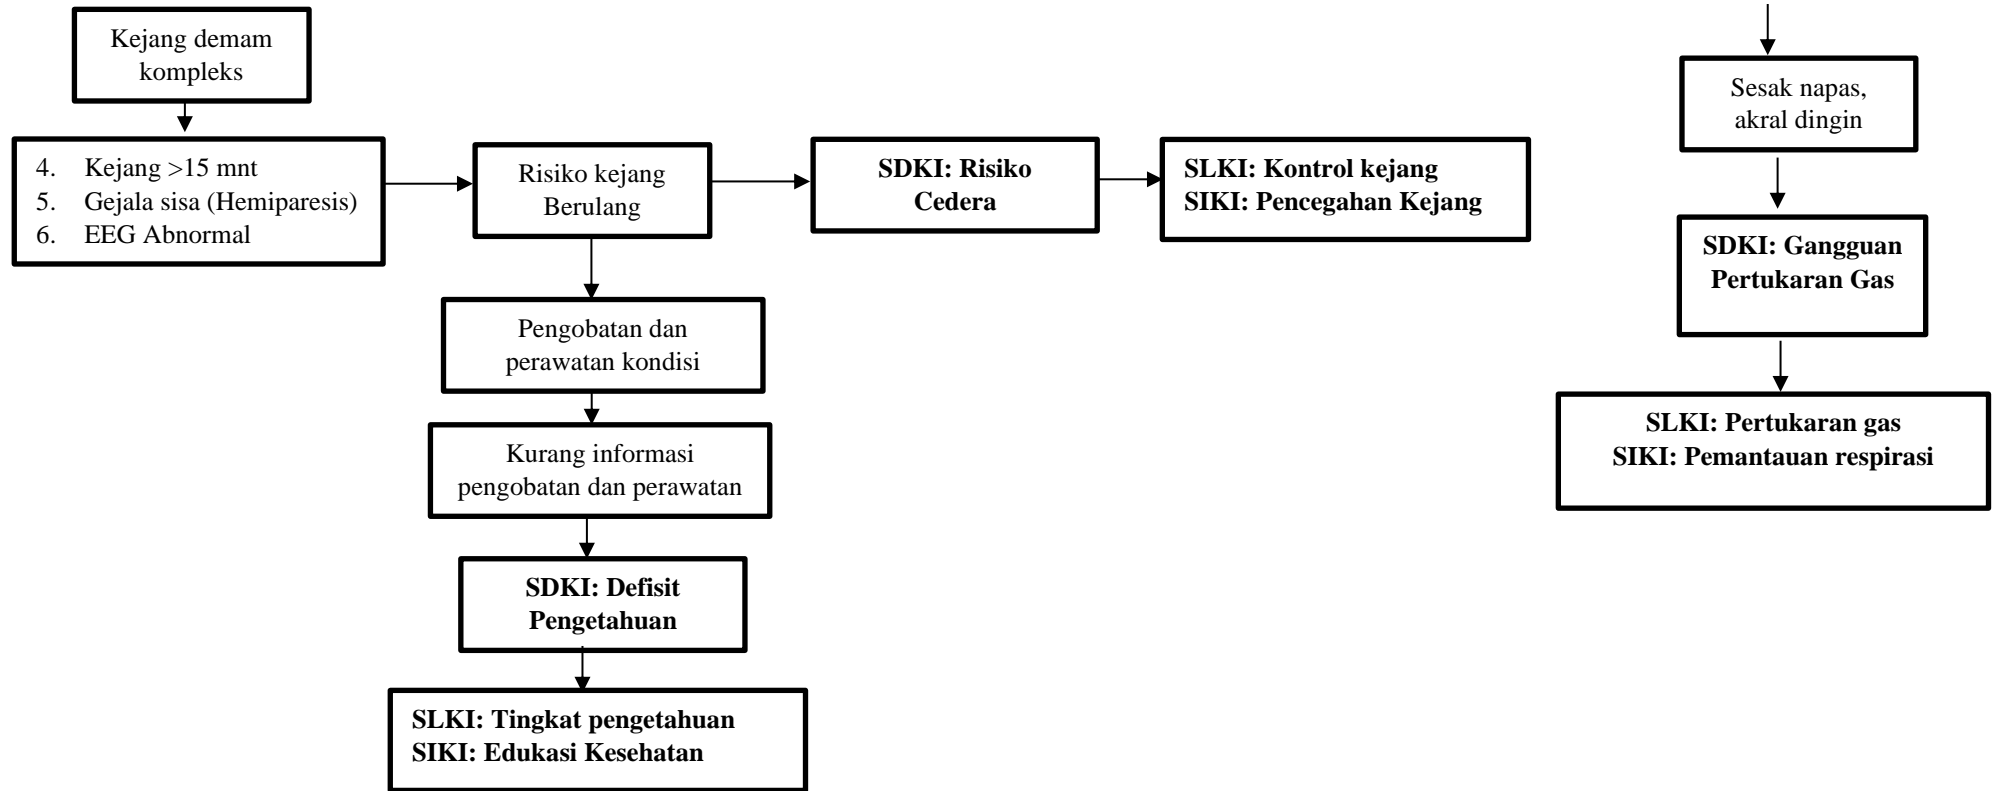 Kejang demam
kompleks
4. Kejang >15 mnt
5. Gejala sisa (Hemiparesis)
6. EEG Abnormal
Risiko kejang
Berulang
SDKI: Risiko
Cedera
SLKI: Kontrol kejang
SIKI: Pencegahan Kejang
Pengobatan dan
perawatan kondisi
Kurang informasi
pengobatan dan perawatan
SDKI: Defisit
Pengetahuan
SLKI: Tingkat pengetahuan
SIKI: Edukasi Kesehatan
Sesak napas,
akral dingin
SDKI: Gangguan
Pertukaran Gas
SLKI: Pertukaran gas
SIKI: Pemantauan respirasi